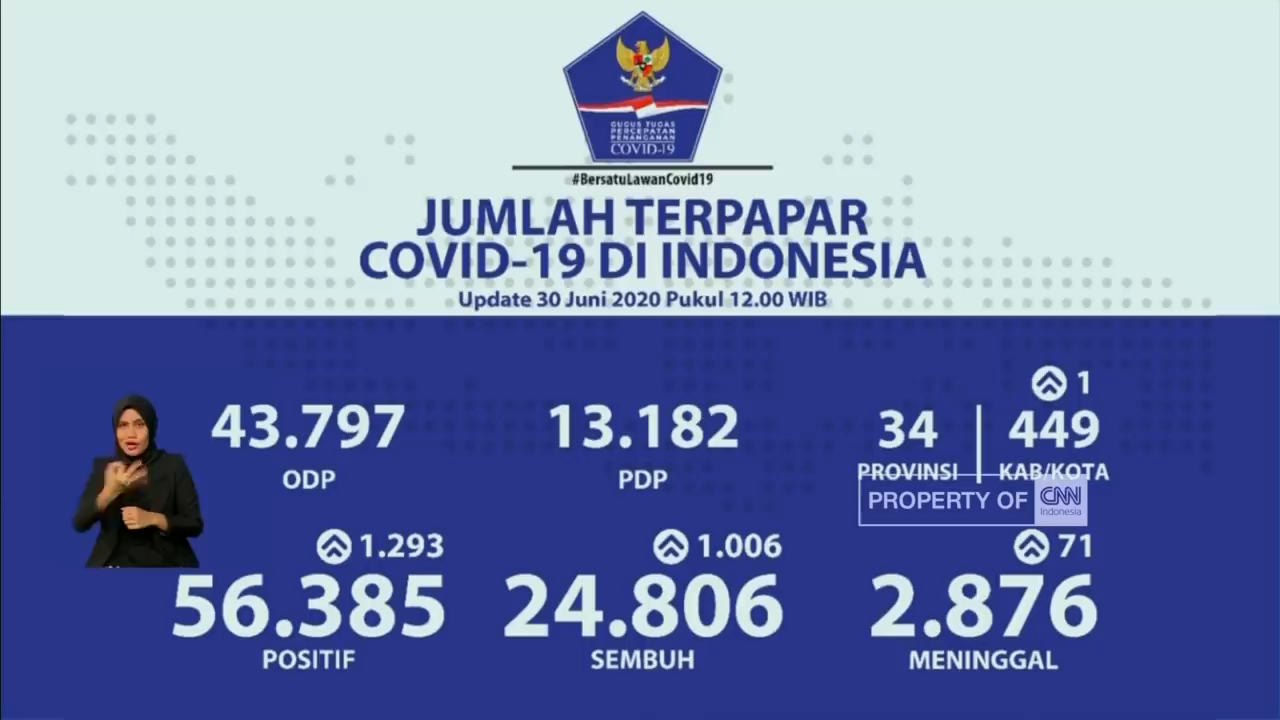 GUGUS TUGAS
PERCEPATAN
PENANGANAN
COVID-19
#BersatuLawanCovid19
JUMLAH TERPAPAR
COVID-19 DI INDONESIA
Update 30 Juni 2020 Pukul 12.00 WIB
43.797
ODP
13.182
PDP
34
PROVINSI
1
449
KAB/KOTA
PROPERTY OF CNN
Indonesia
1.293
56.385
POSITIF
1.006
24.806
SEMBUH
71
2.876
MENINGGAL